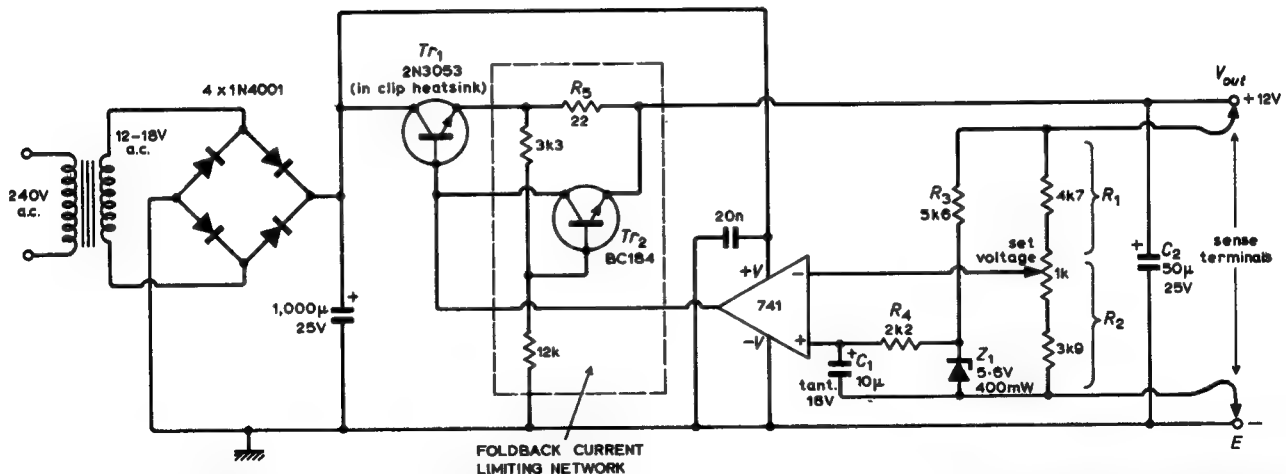 240V
a.c.
12-18V
a.c.
4 x 1N4001
1,000µ
25V
+
Tr1
2N3053
(in clip heatsink)
R5
22
3k3
Tr2
BC184
12k
FOLDBACK CURRENT
LIMITING NETWORK
20n
+V
-V
741
-
+
+
C1
10µ
tant.
16V
R4
2k2
R3
5k6
Z1
5·6V
400mW
set
voltage
4k7
1k
3k9
R1
R2
+
C2
50µ
25V
Vout
+12V
sense
terminals
E
-